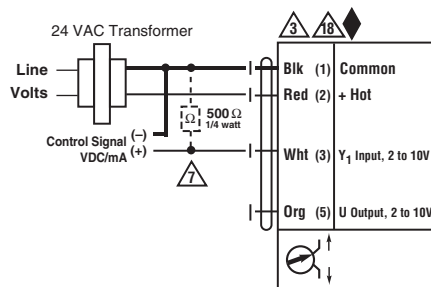 24 VAC Transformer
3 18
Line
Volts
Blk (1) Common
Red (2) + Hot
Ω 500 Ω
1/4 watt
Control Signal (–)
VDC/mA (+)
Wht (3) Y1 Input, 2 to 10V
7
Org (5) U Output, 2 to 10V